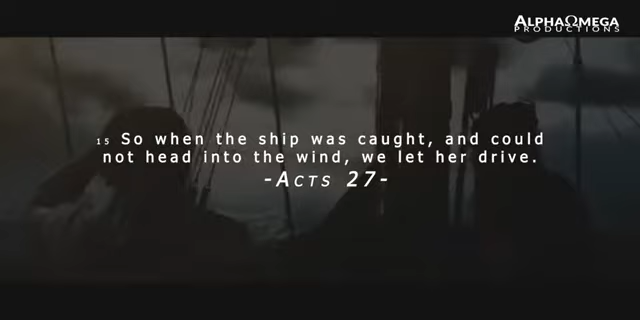 AlphaΩmega
PRODUCTIONS
15 So when the ship was caught, and could
not head into the wind, we let her drive.
-Acts 27-